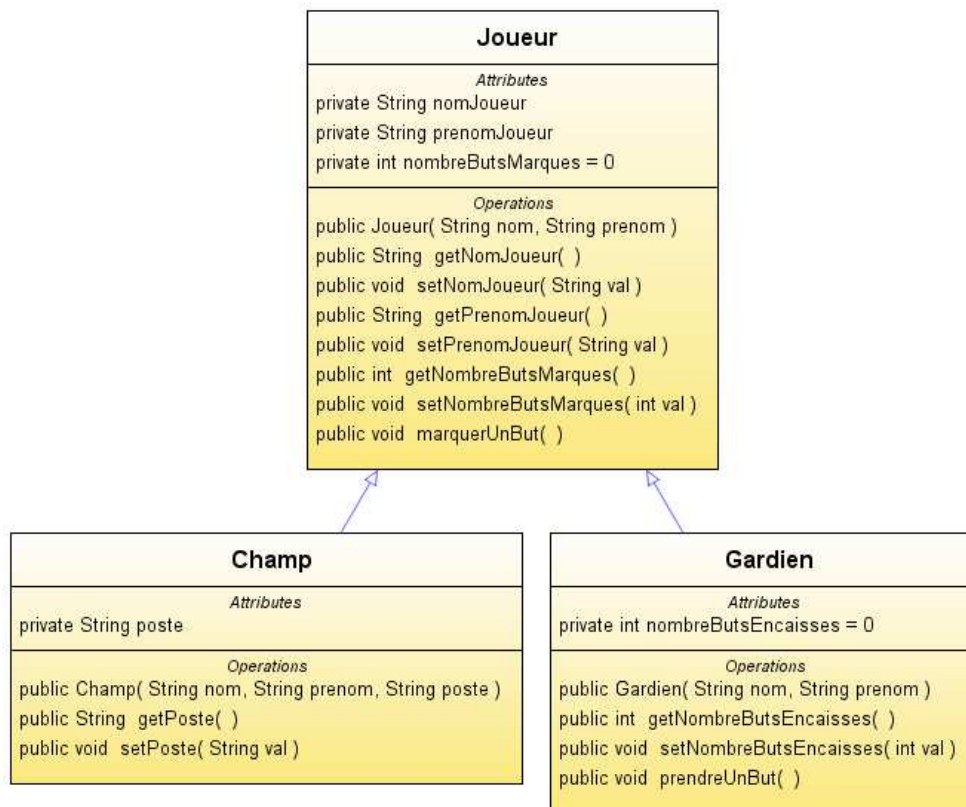 Joueur
Attributes
private String nomJoueur
private String prenomJoueur
private int nombreButsMarques = 0
Operations
public Joueur( String nom, String prenom )
public String getNomJoueur( )
public void setNomJoueur( String val )
public String getPrenomJoueur( )
public void setPrenomJoueur( String val )
public int getNombreButsMarques( )
public void setNombreButsMarques( int val )
public void marquerUnBut( )
Champ
Attributes
private String poste
Operations
public Champ( String nom, String prenom, String poste )
public String getPoste( )
public void setPoste( String val )
Gardien
Attributes
private int nombreButsEncaisses = 0
Operations
public Gardien( String nom, String prenom )
public int getNombreButsEncaisses( )
public void setNombreButsEncaisses( int val )
public void prendreUnBut( )